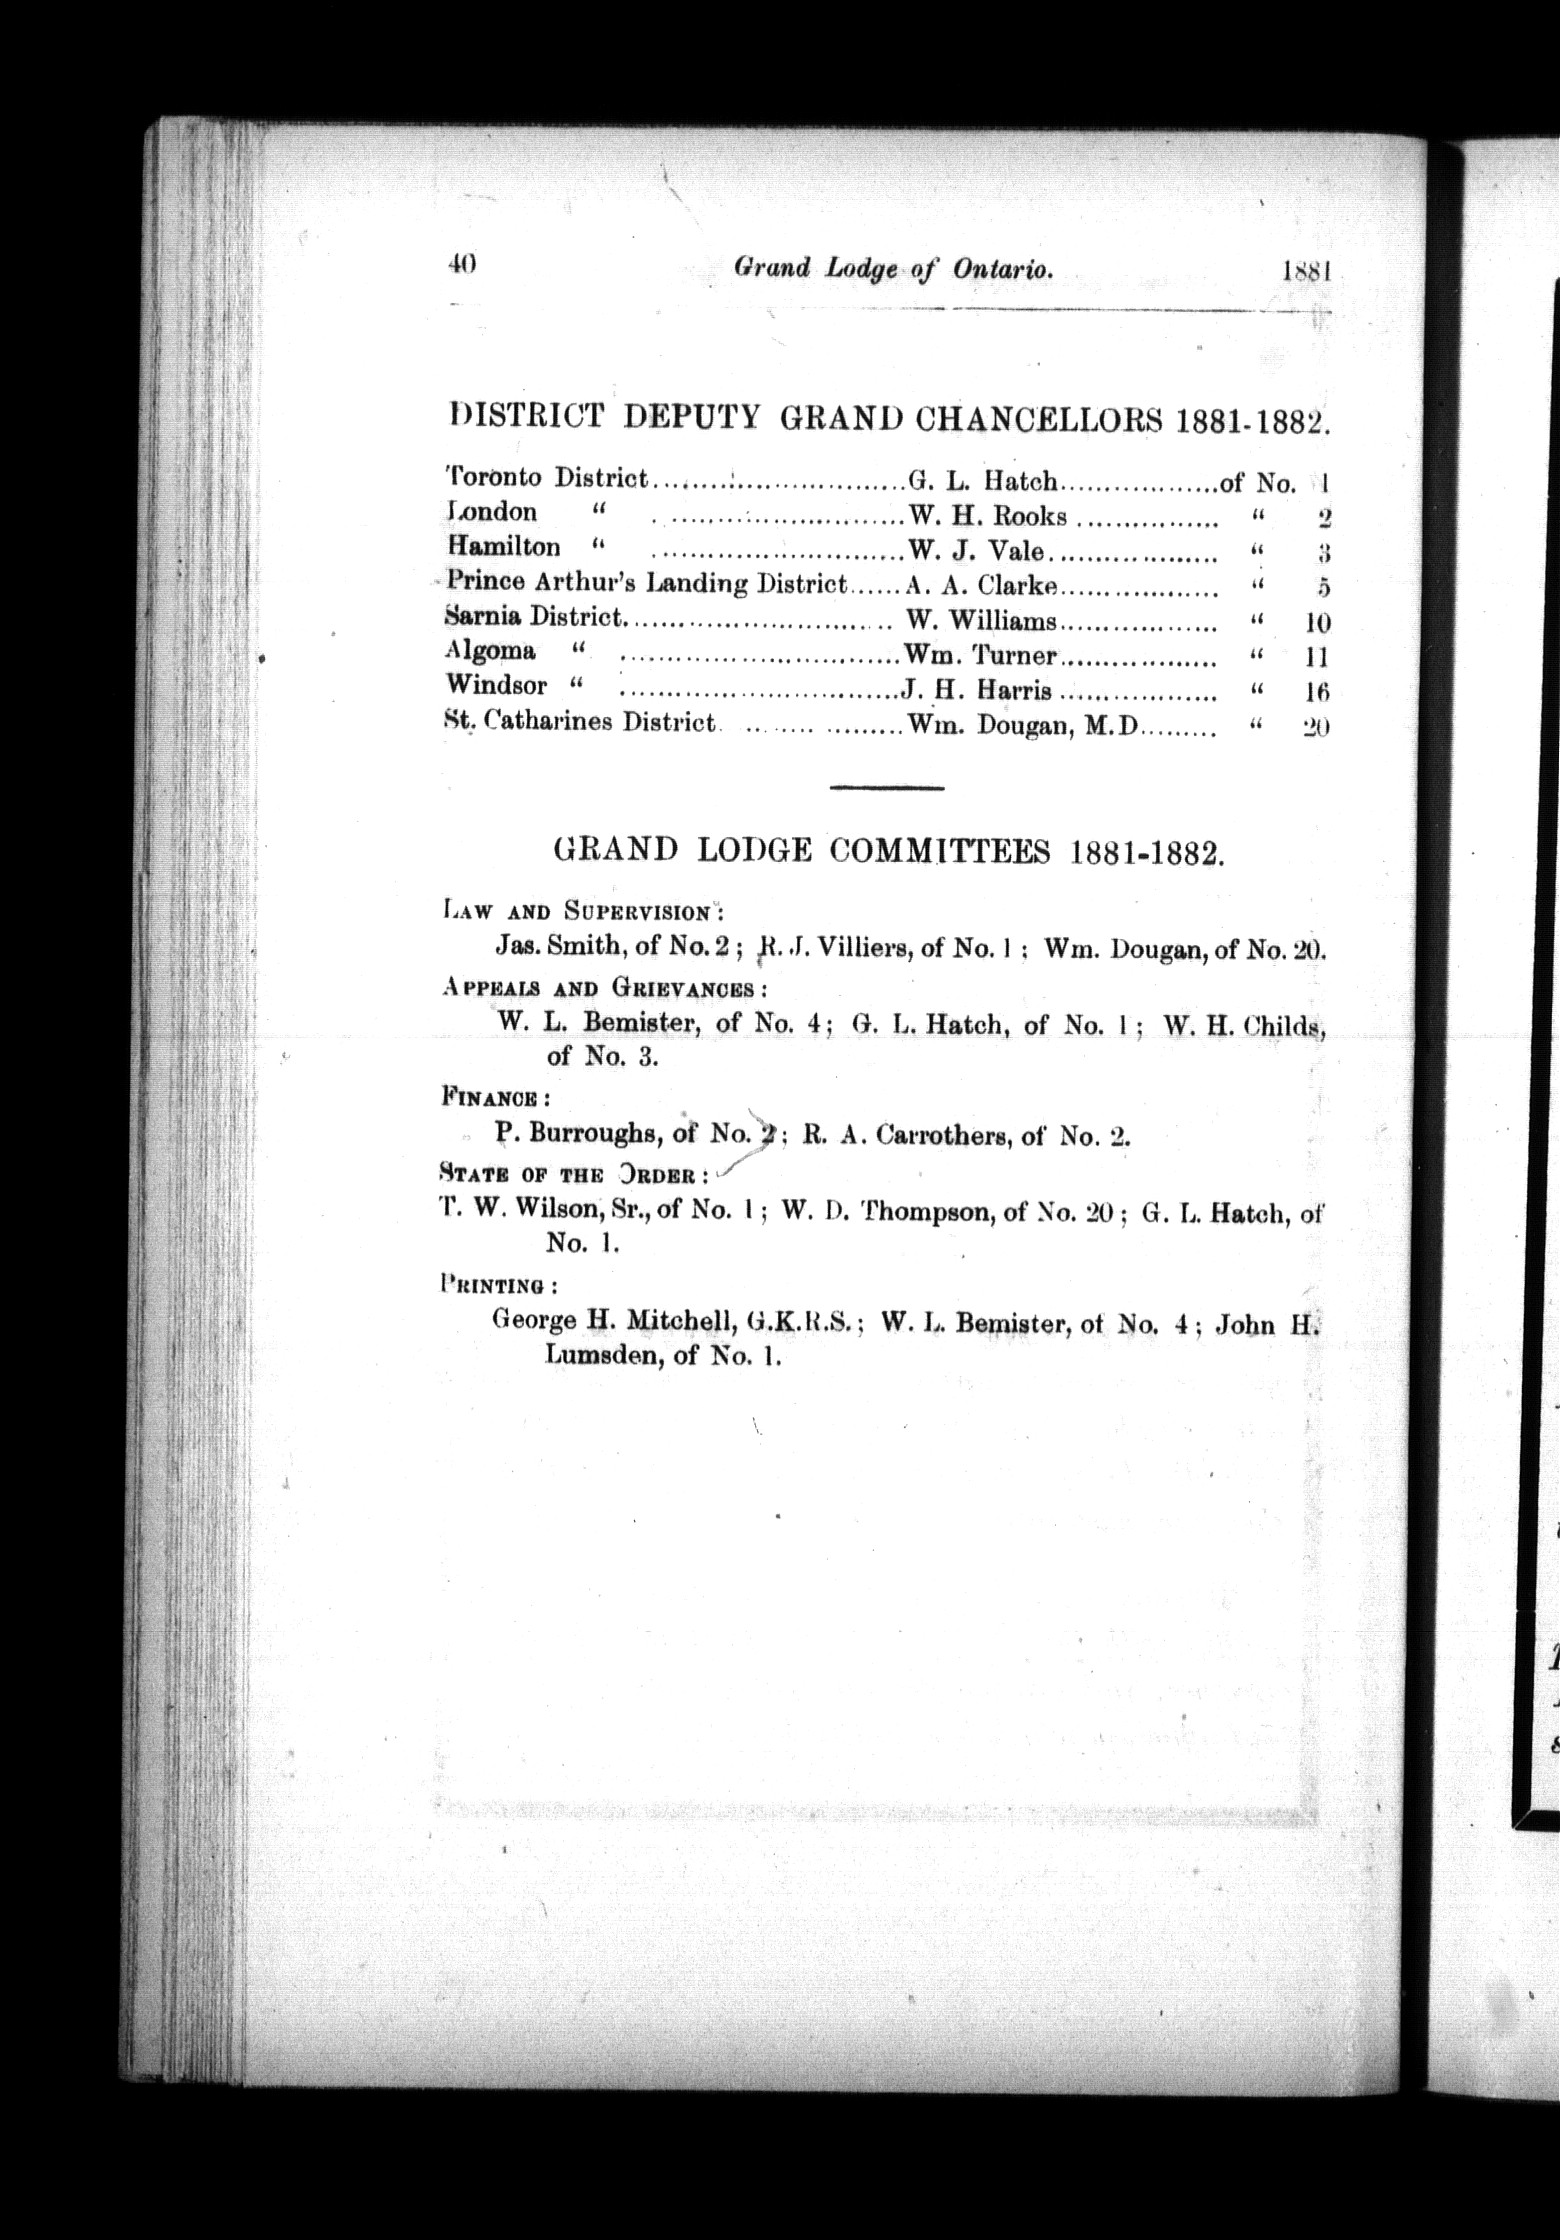 40 Grand Lodge of Ontario. 1881
DISTRICT DEPUTY GRAND CHANCELLORS 1881-1882.
Toronto District..............................G. L. Hatch..................of No. 1
London “ ..............................W. H. Rooks ................ “ 2
Hamilton “ ..............................W. J. Vale................... “ 3
Prince Arthur's Landing District......A. A. Clarke.................. “ 5
Sarnia District.............................. W. Williams.................. “ 10
Algoma “ ................................Wm. Turner.................. “ 11
Windsor “ ................................J. H. Harris .................. “ 16
St. Catharines District. ....................Wm. Dougan, M.D......... “ 20
GRAND LODGE COMMITTEES 1881-1882.
LAW AND SUPERVISION:
Jas. Smith, of No. 2; R. J. Villiers, of No. 1; Wm. Dougan, of No. 20.
APPEALS AND GRIEVANCES:
W. L. Bemister, of No. 4; G. L. Hatch, of No. 1; W. H. Childs,
of No. 3.
FINANCE:
P. Burroughs, of No. 2; R. A. Carrothers, of No. 2.
STATE OF THE ORDER:
T. W. Wilson, Sr., of No. 1; W. D. Thompson, of No. 20; G. L. Hatch, of
No. 1.
PRINTING:
George H. Mitchell, G.K.R.S.; W. L. Bemister, of No. 4; John H.
Lumsden, of No. 1.